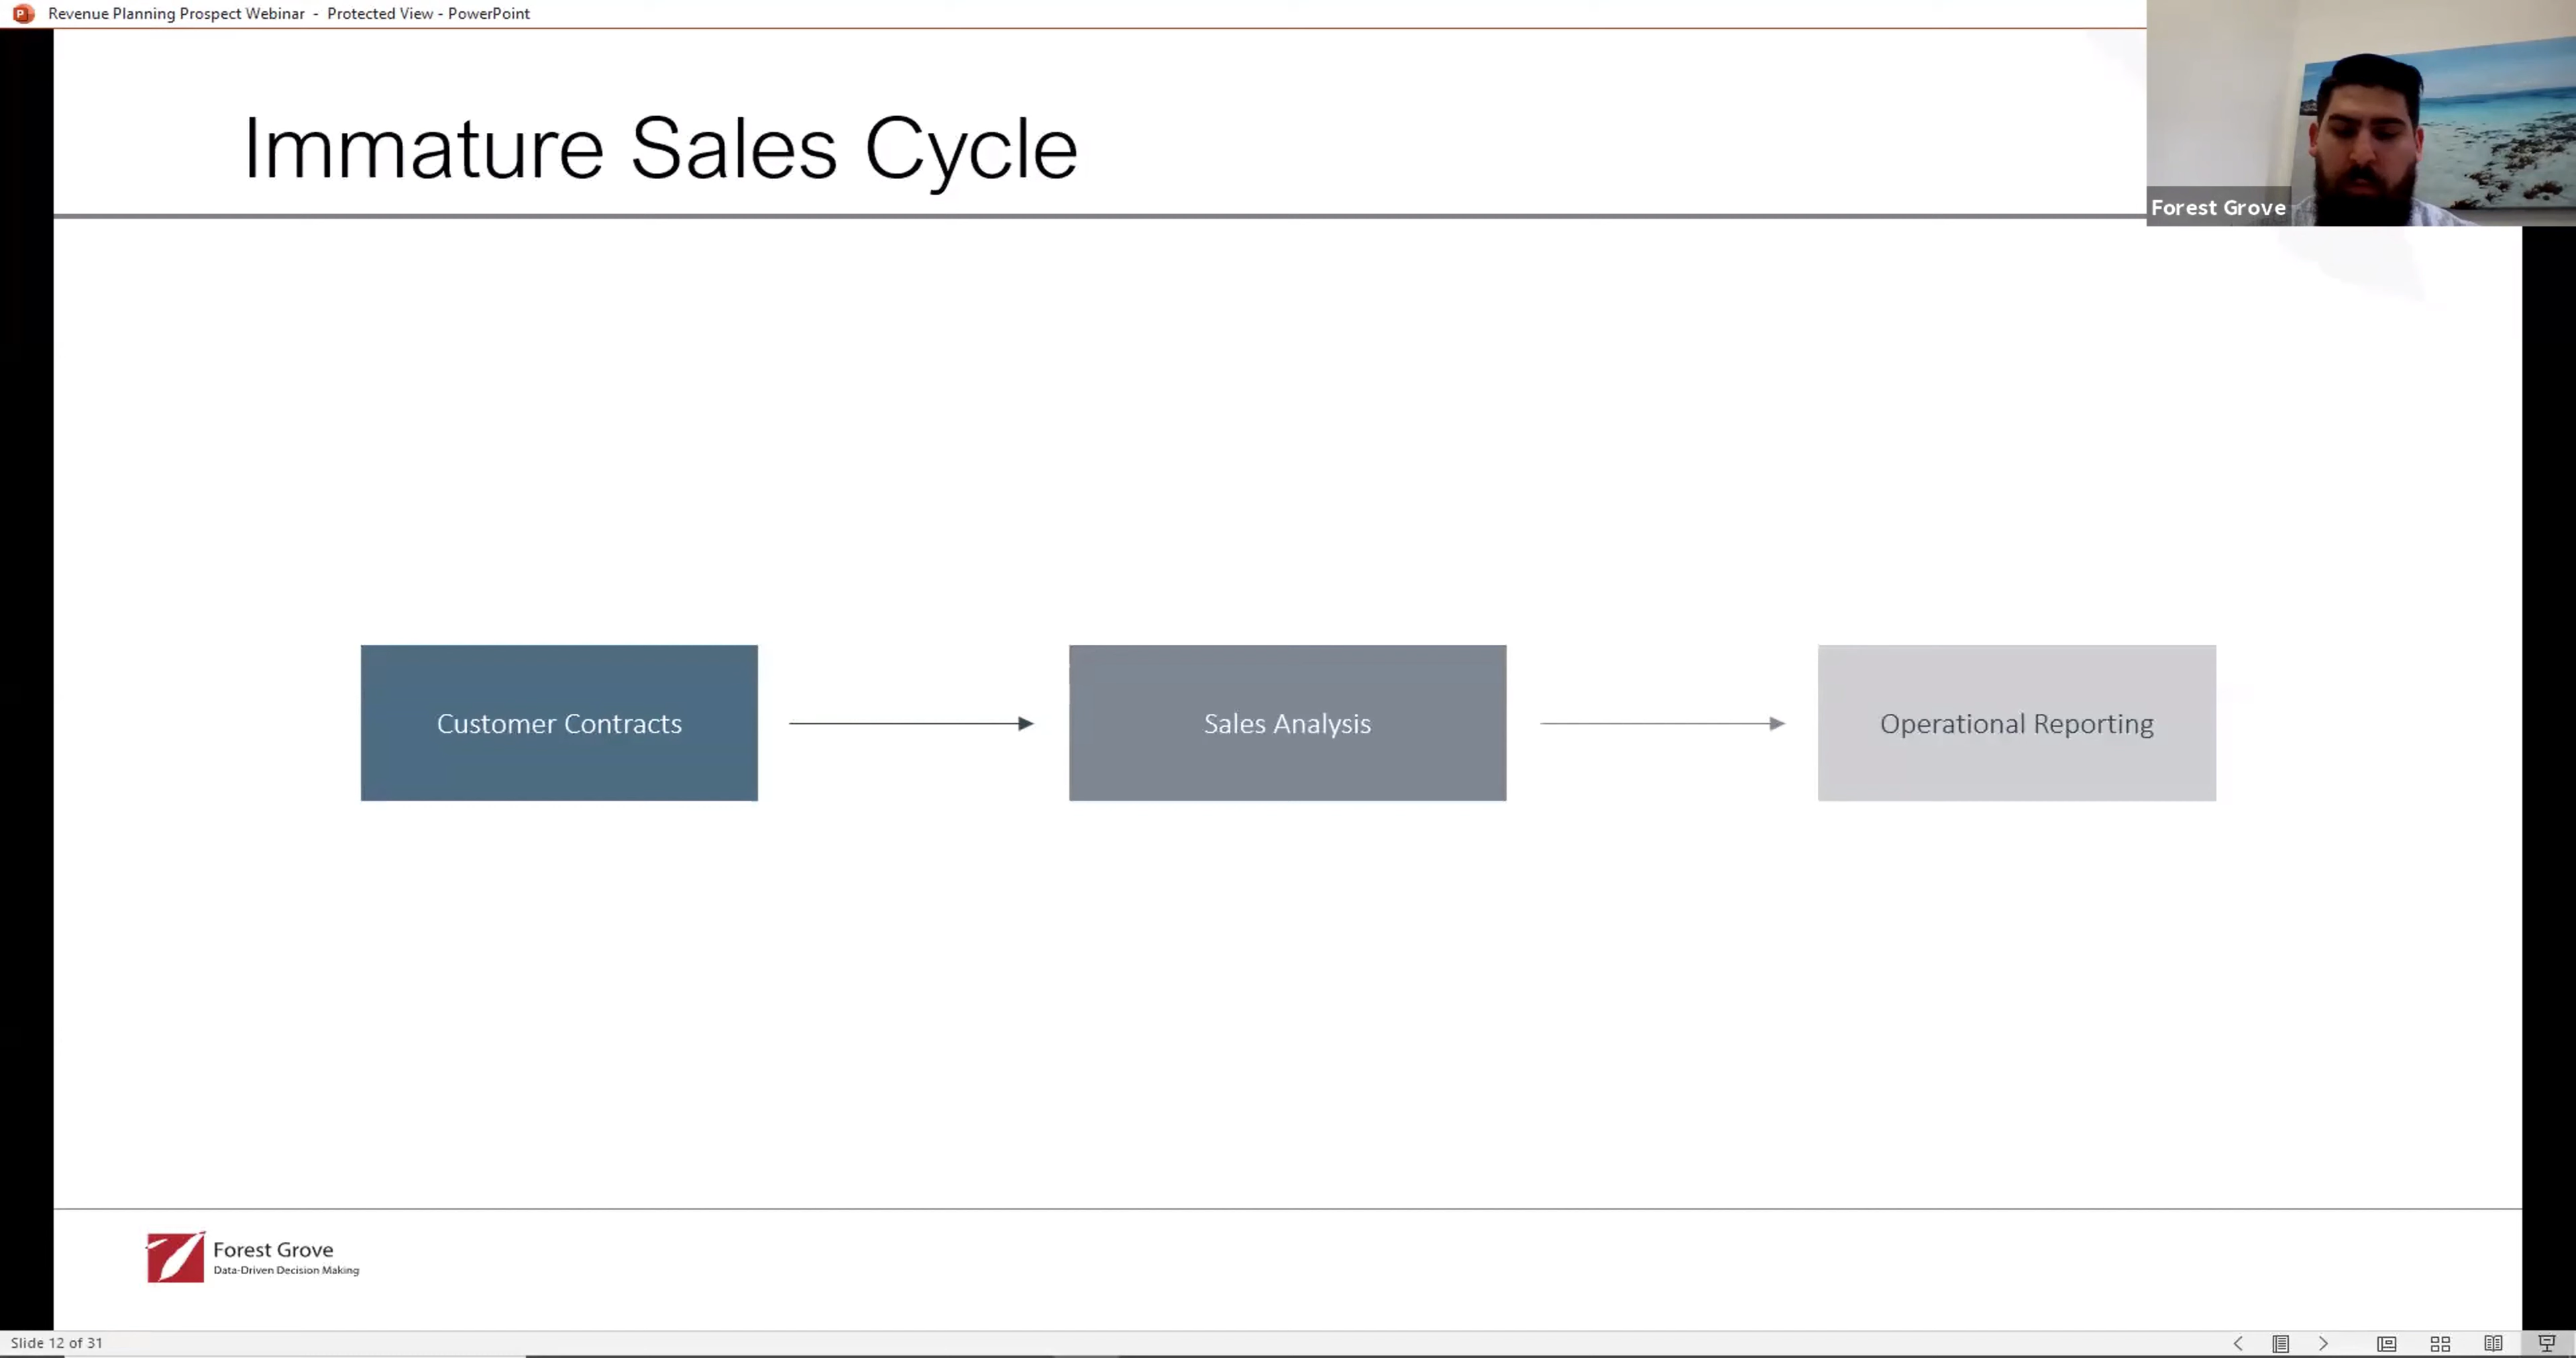 Revenue Planning Prospect Webinar - Protected View - PowerPoint
Immature Sales Cycle
Forest Grove
Customer Contracts
Sales Analysis
Operational Reporting
Forest Grove
Data-Driven Decision Making
Slide 12 of 31